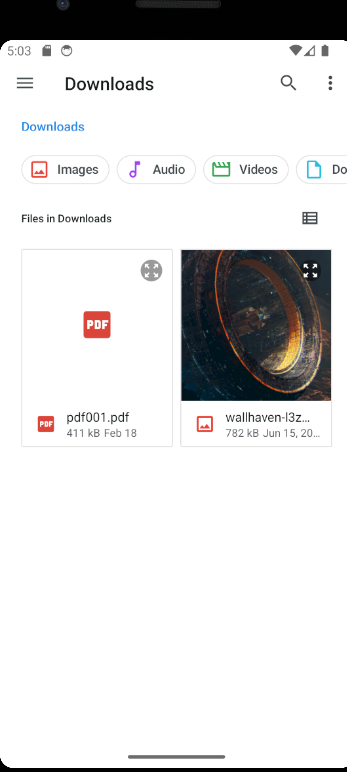 5:03
Downloads
Downloads
Images
Audio
Videos
Do
Files in Downloads
PDF
PDF
pdf001.pdf
411 kB Feb 18
wallhaven-l3z...
782 kB Jun 15, 20...